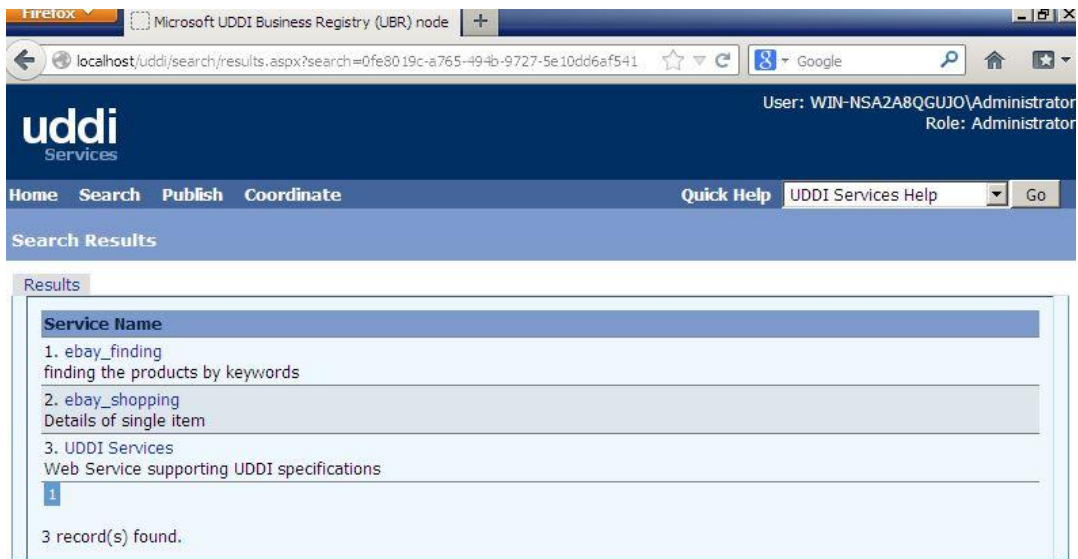 Firefox
Microsoft UDDI Business Registry (UBR) node
localhost/uddi/search/results.aspx?search=0fe8019c-a765-494b-9727-5e10dd6af541
8 Google
User: WIN-NSA2A8QGUJO\Administrator
Role: Administrator
uddi
Services
Home Search Publish Coordinate Quick Help UDDI Services Help Go
Search Results
Results
Service Name
1. ebay_finding
finding the products by keywords
2. ebay_shopping
Details of single item
3. UDDI Services
Web Service supporting UDDI specifications
1
3 record(s) found.